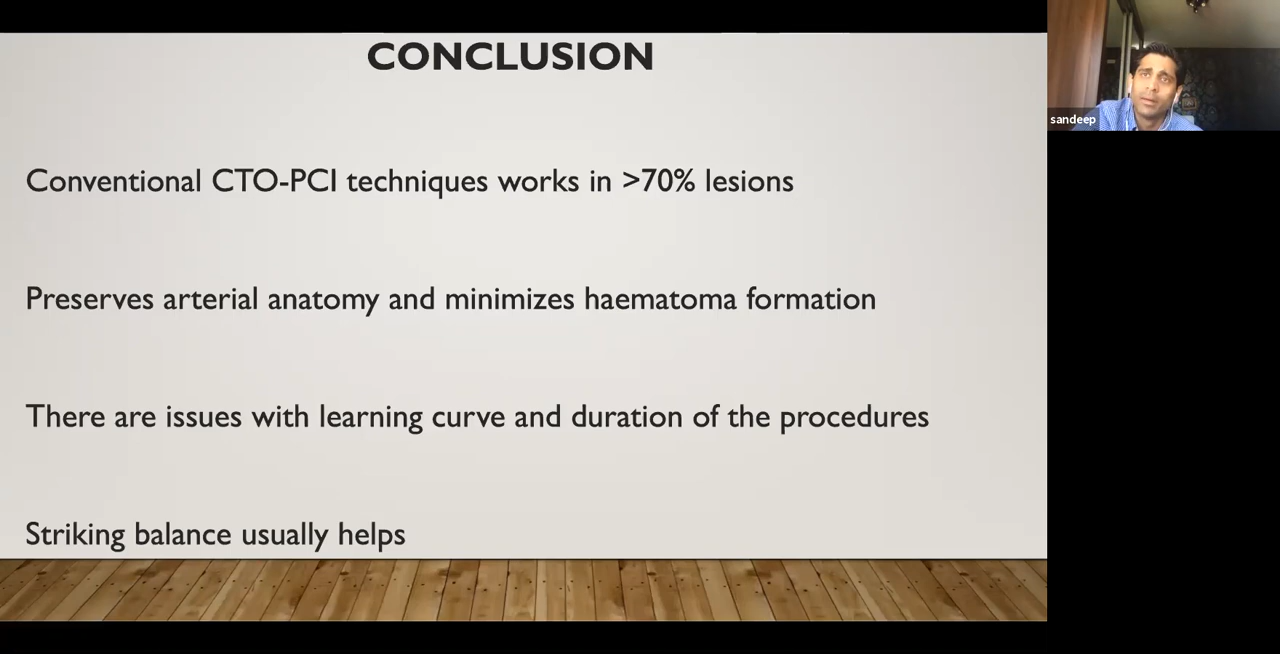 CONCLUSION
sandeep
Conventional CTO-PCI techniques works in >70% lesions
Preserves arterial anatomy and minimizes haematoma formation
There are issues with learning curve and duration of the procedures
Striking balance usually helps